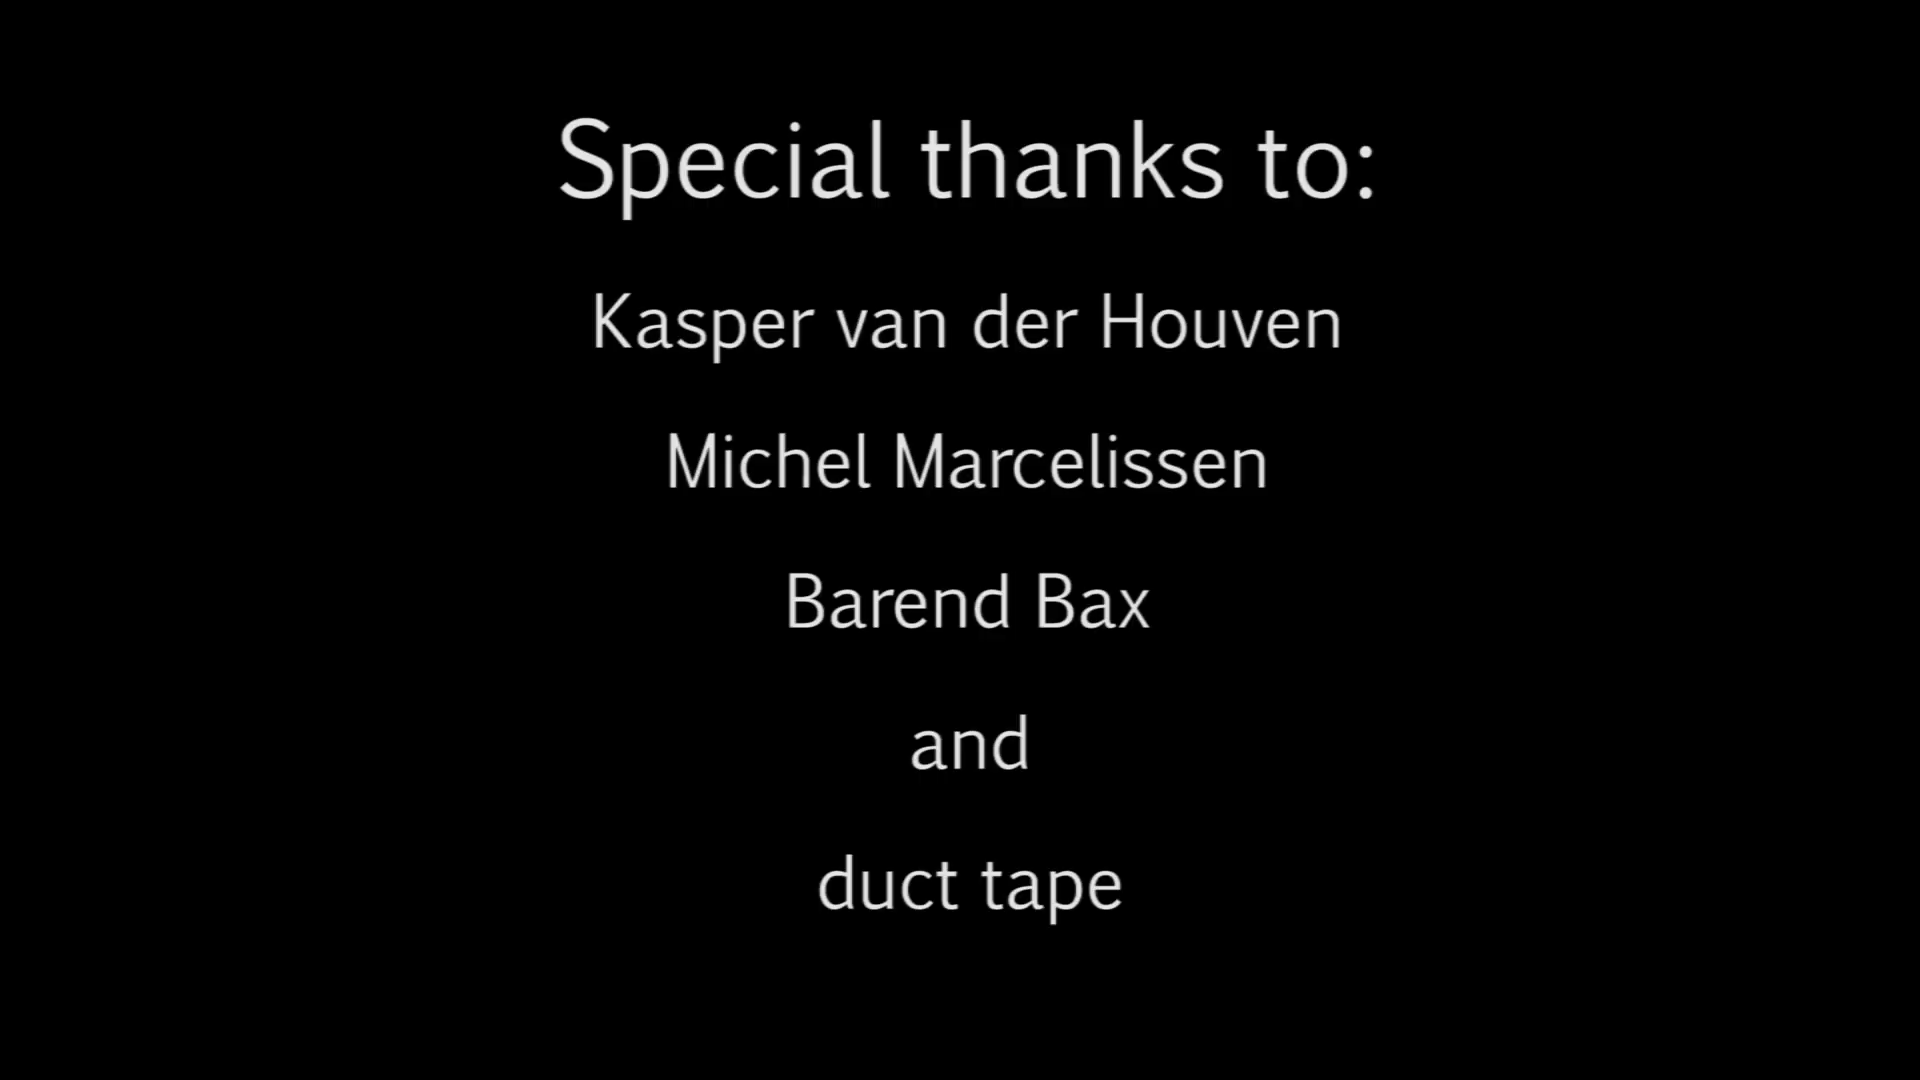 Special thanks to:
Kasper van der Houven
Michel Marcelissen
Barend Bax
and
duct tape